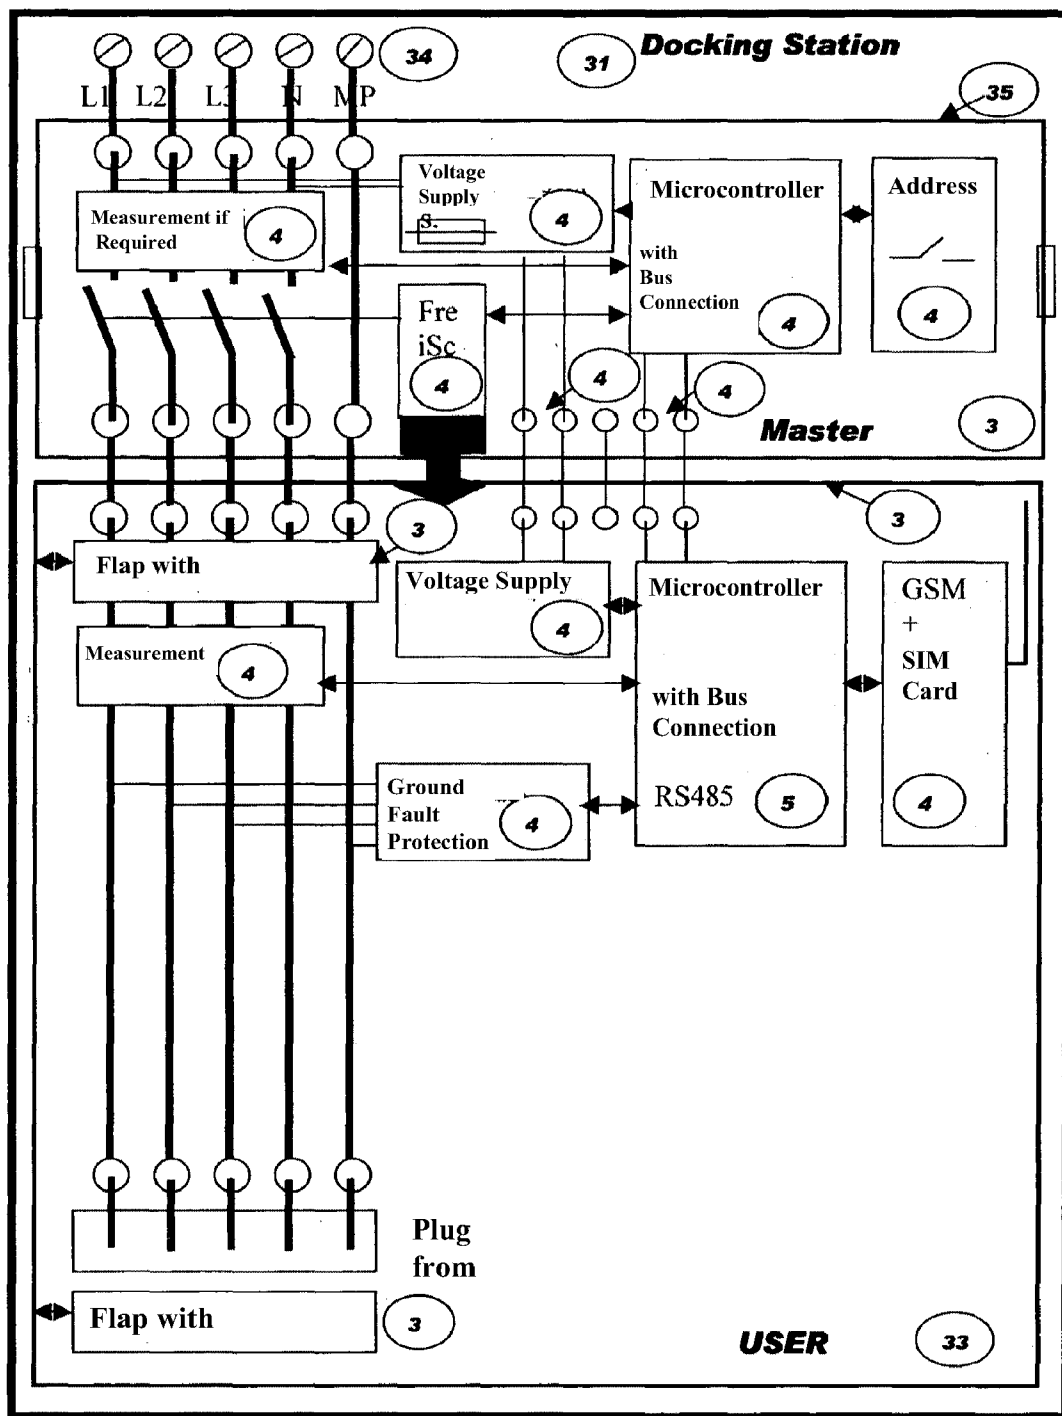 34
31
Docking Station
L1 L2 L3 N MP
35
Voltage
Supply
S.
4
Measurement if
Required
4
Microcontroller
with
Bus
Connection
4
Address
4
Fre
iSc
4
4
4
Master
3
3
3
Flap with
Voltage Supply
4
Microcontroller
with Bus
Connection
RS485
5
GSM
+
SIM
Card
4
Measurement
4
Ground
Fault
Protection
4
Plug
from
Flap with
3
USER
33